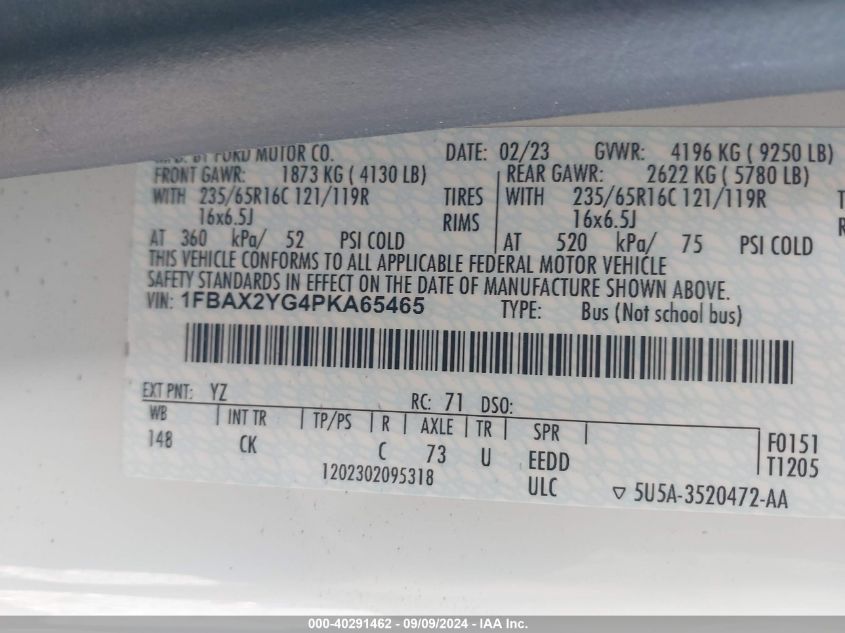 MFD. BY FORD MOTOR CO. DATE: 02/23 GVWR: 4196 KG ( 9250 LB)
FRONT GAWR: 1873 KG ( 4130 LB) REAR GAWR: 2622 KG ( 5780 LB)
WITH 235/65R16C 121/119R TIRES WITH 235/65R16C 121/119R
16x6.5J RIMS 16x6.5J
AT 360 kPa/ 52 PSI COLD AT 520 kPa/ 75 PSI COLD
THIS VEHICLE CONFORMS TO ALL APPLICABLE FEDERAL MOTOR VEHICLE
SAFETY STANDARDS IN EFFECT ON THE DATE OF MANUFACTURE SHOWN ABOVE.
VIN: 1FBAX2YG4PKA65465 TYPE: Bus (Not school bus)
EXT PNT: YZ RC: 71 DSO:
WB INT TR TP/PS R AXLE TR SPR
148 CK C 73 U EEDD F0151
1202302095318 ULC T1205
▽ 5U5A-3520472-AA
000-40291462 - 09/09/2024 - IAA Inc.